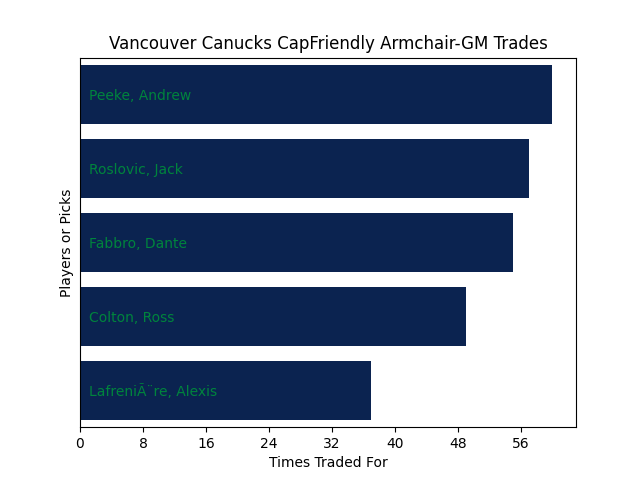 Vancouver Canucks CapFriendly Armchair-GM Trades
Players or Picks
Peeke, Andrew
Roslovic, Jack
Fabbro, Dante
Colton, Ross
LafreniÃ¨re, Alexis
0 8 16 24 32 40 48 56
Times Traded For